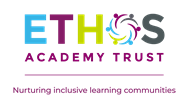 ETHOS
ACADEMY TRUST
Nurturing inclusive learning communities